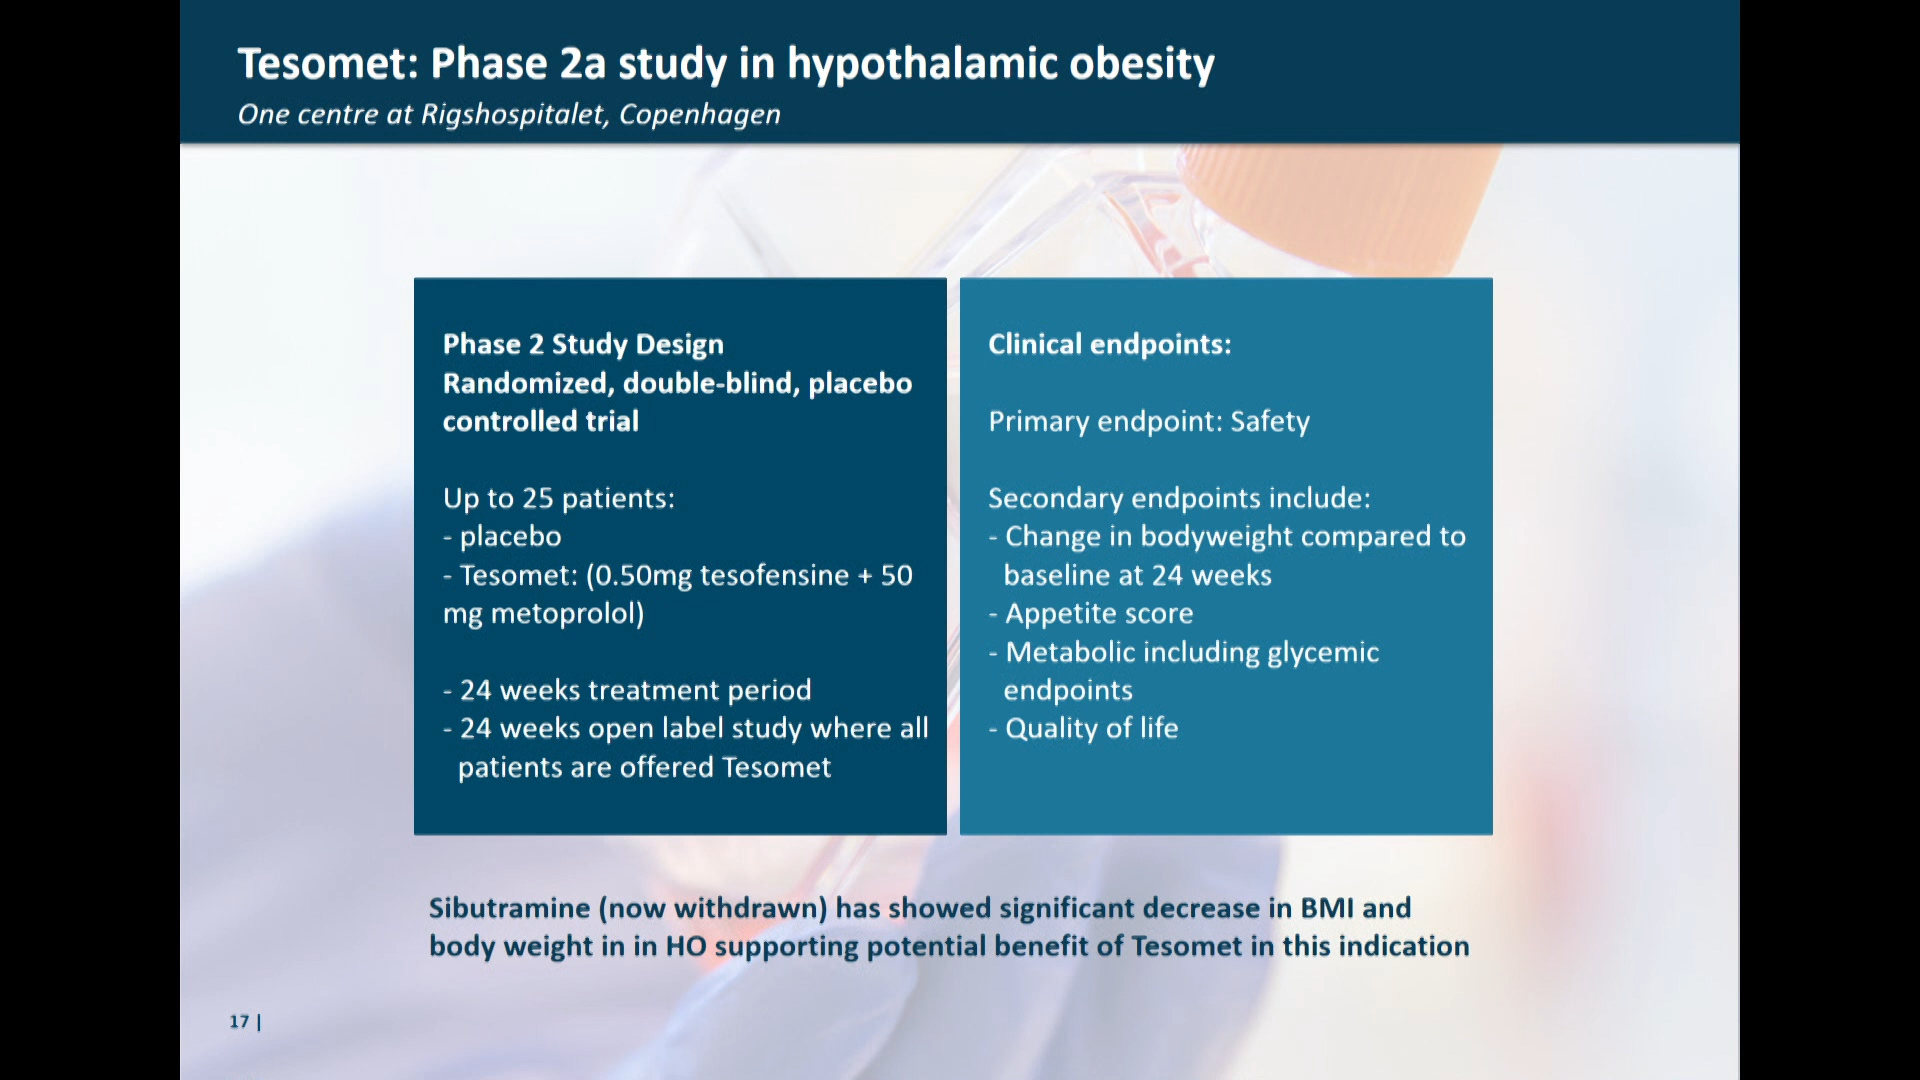 Tesomet: Phase 2a study in hypothalamic obesity
One centre at Rigshospitalet, Copenhagen
Phase 2 Study Design
Randomized, double-blind, placebo
controlled trial
Up to 25 patients:
- placebo
- Tesomet: (0.50mg tesofensine + 50
mg metoprolol)
- 24 weeks treatment period
- 24 weeks open label study where all
patients are offered Tesomet
Clinical endpoints:
Primary endpoint: Safety
Secondary endpoints include:
- Change in bodyweight compared to
baseline at 24 weeks
- Appetite score
- Metabolic including glycemic
endpoints
- Quality of life
Sibutramine (now withdrawn) has showed significant decrease in BMI and
body weight in in HO supporting potential benefit of Tesomet in this indication
17 |